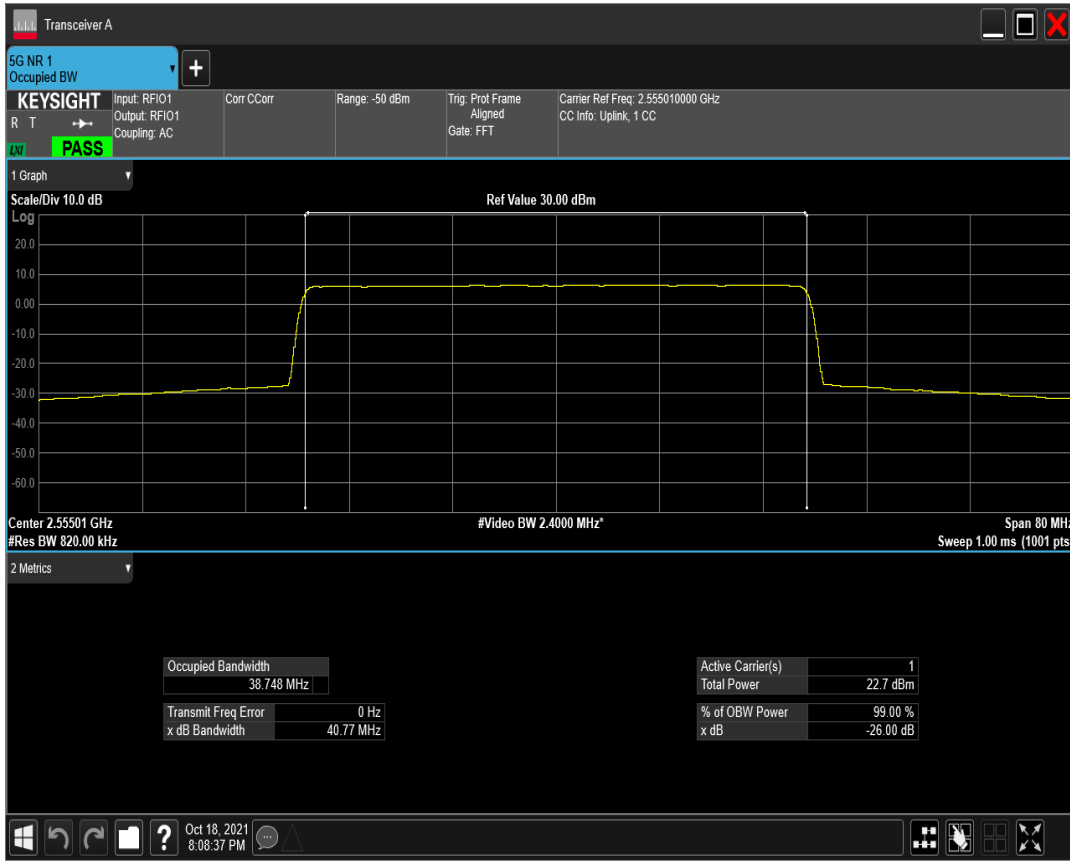 Transceiver A
5G NR 1
Occupied BW
KEYSIGHT
R T
LXI
PASS
Input: RFIO1
Output: RFIO1
Coupling: AC
Corr CCorr
Range: -50 dBm
Trig: Prot Frame
Aligned
Gate: FFT
Carrier Ref Freq: 2.555010000 GHz
CC Info: Uplink, 1 CC
1 Graph
Scale/Div 10.0 dB
Ref Value 30.00 dBm
Log
20.0
10.0
0.00
-10.0
-20.0
-30.0
-40.0
-50.0
-60.0
Center 2.55501 GHz
#Video BW 2.4000 MHz*
Span 80 MHz
#Res BW 820.00 kHz
Sweep 1.00 ms (1001 pts
2 Metrics
Occupied Bandwidth
38.748 MHz
Transmit Freq Error 0 Hz
x dB Bandwidth 40.77 MHz
Active Carrier(s) 1
Total Power 22.7 dBm
% of OBW Power 99.00 %
x dB -26.00 dB
Oct 18, 2021
8:08:37 PM